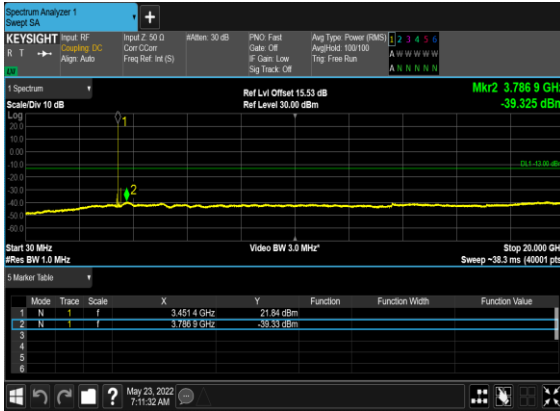 Spectrum Analyzer 1
Swept SA
+
KEYSIGHT
R T
Input: RF
Coupling: DC
Align: Auto
Input Z: 50 Ω
Corr CCorr
Freq Ref: Int (S)
#Atten: 30 dB
PNO: Fast
Gate: Off
IF Gain: Low
Sig Track: Off
Avg Type: Power (RMS)
Avg|Hold: 100/100
Trig: Free Run
1 2 3 4 5 6
A W W W W W
A N N N N N
1 Spectrum
Scale/Div 10 dB
Ref Lvl Offset 15.53 dB
Ref Level 30.00 dBm
Mkr2 3.786 9 GHz
-39.325 dBm
Log
20.0
10.0
0.00
-10.0
-20.0
-30.0
-40.0
-50.0
-60.0
1
2
DL1 -13.00 dBm
Start 30 MHz
Video BW 3.0 MHz*
Stop 20.000 GHz
#Res BW 1.0 MHz
Sweep ~38.3 ms (40001 pts)
5 Marker Table
Mode Trace Scale X Y Function Function Width Function Value
1 N 1 f 3.451 4 GHz 21.84 dBm
2 N 1 f 3.786 9 GHz -39.33 dBm
3
4
5
6
?
May 23, 2022
7:11:32 AM